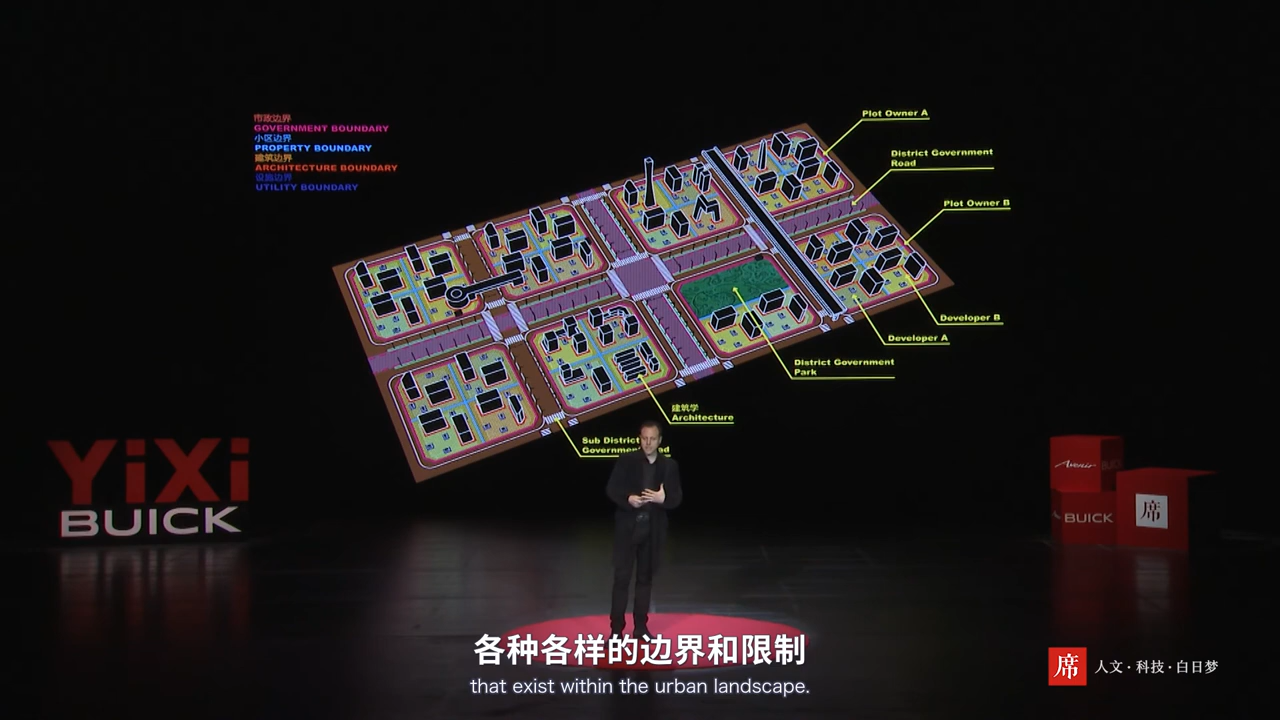 市政边界
GOVERNMENT BOUNDARY
小区边界
PROPERTY BOUNDARY
建筑边界
ARCHITECTURE BOUNDARY
设施边界
UTILITY BOUNDARY
Plot Owner A
District Government
Road
Plot Owner B
Developer B
Developer A
District Government
Park
建筑学
Architecture
Sub District
Government
YiXi
BUICK
Avenir
BUICK
席
各种各样的边界和限制
that exist within the urban landscape.
席 人文·科技·白日梦